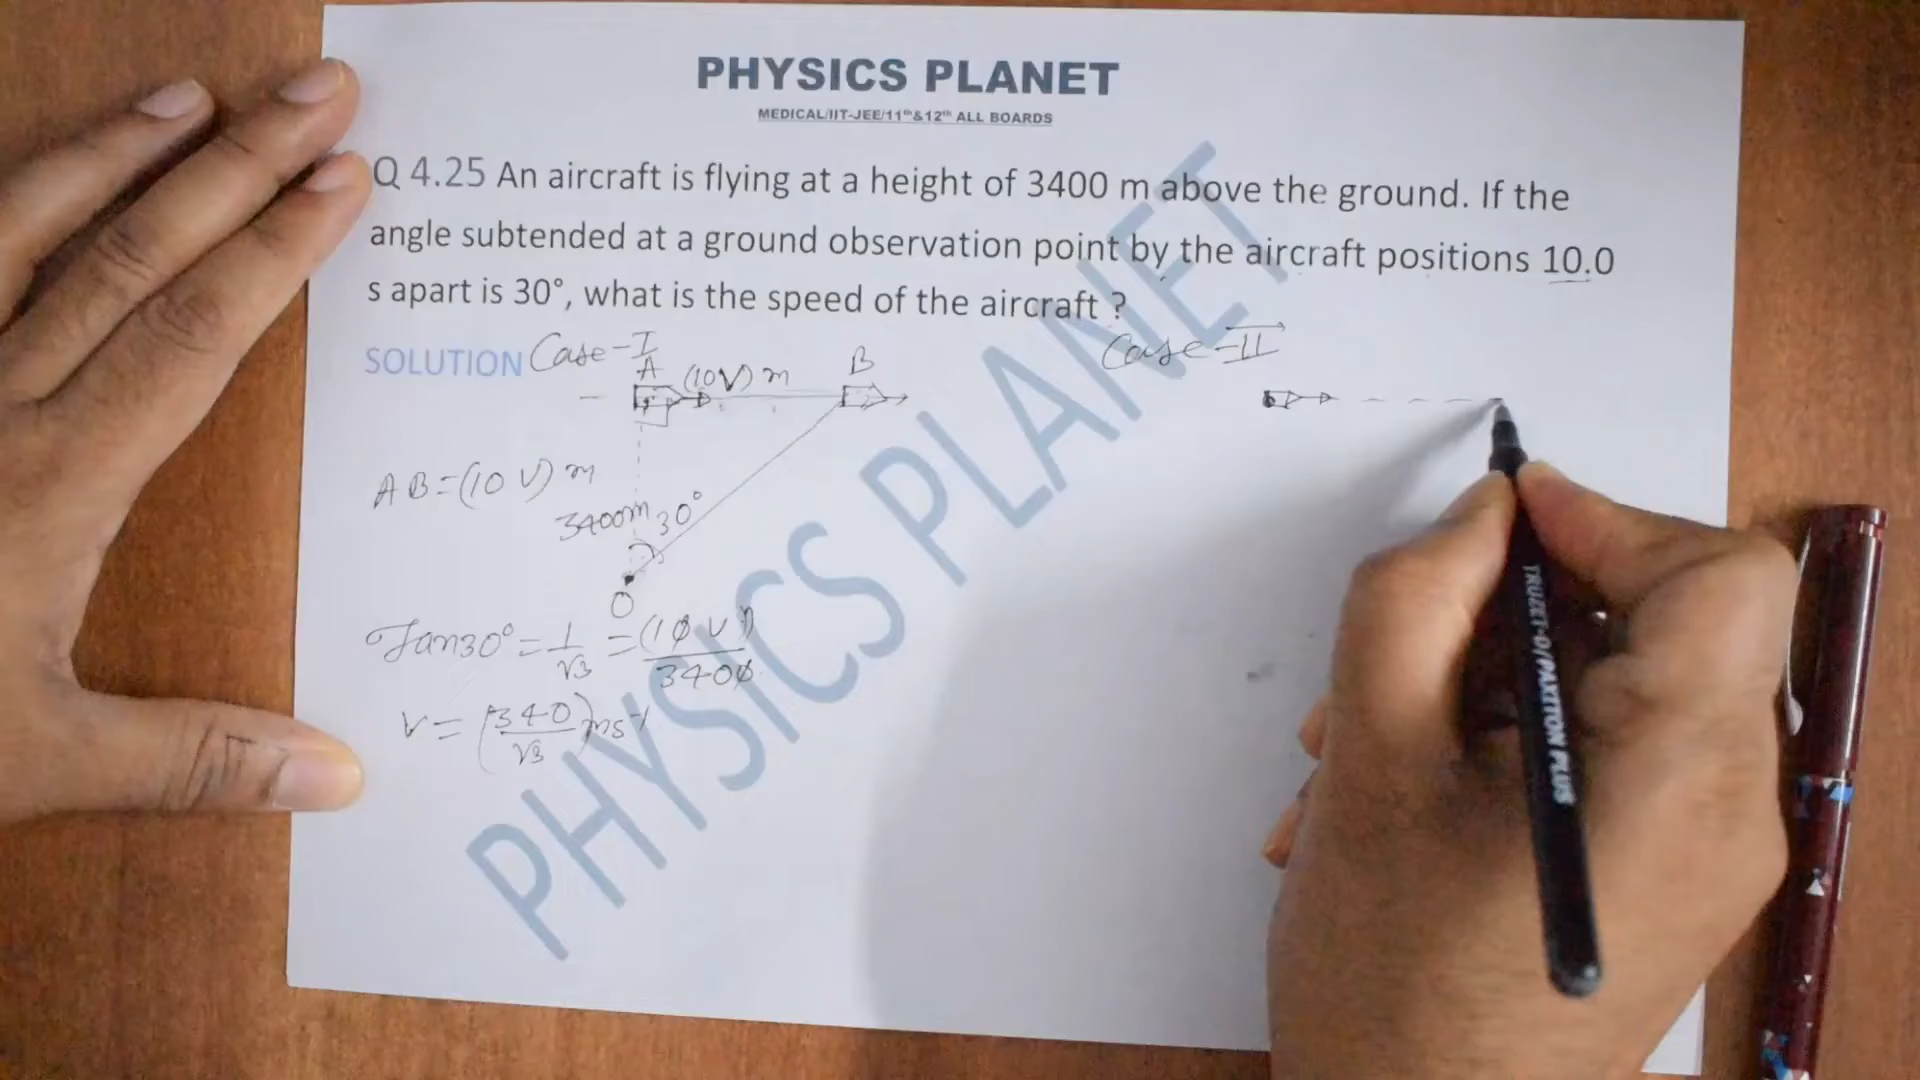 PHYSICS PLANET
MEDICAL/IIT-JEE/11th&12th ALL BOARDS
Q 4.25 An aircraft is flying at a height of 3400 m above the ground. If the
angle subtended at a ground observation point by the aircraft positions 10.0
s apart is 30°, what is the speed of the aircraft ?
SOLUTION Case-I
Case-II
A (10V) m B
AB=(10 V) m
3400m 30°
O
Tan30° = 1/√3 = (10 V)/3400
V = (340/√3) ms-1
PHYSICS PLANET
TRUZET-D/PAXTTON PLUS